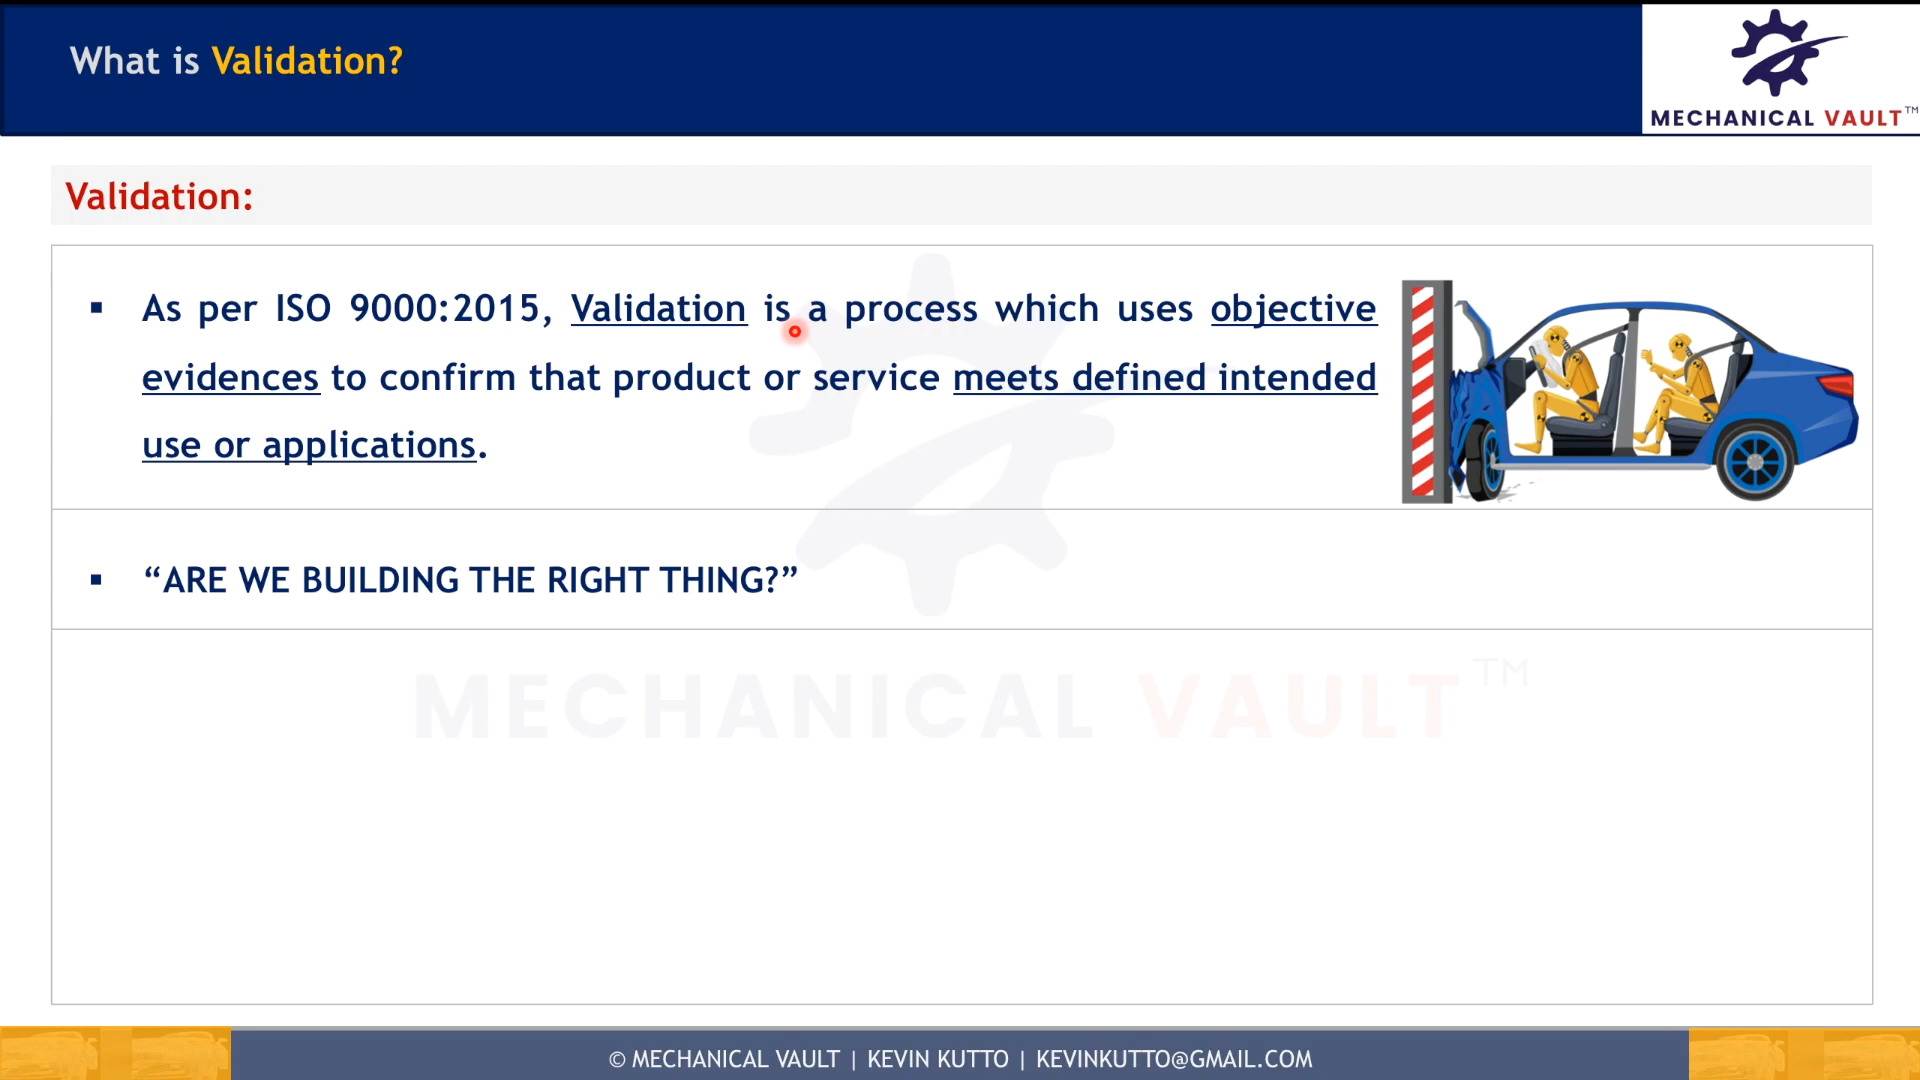 What is Validation?
MECHANICAL VAULT™
Validation:
▪ As per ISO 9000:2015, Validation is a process which uses objective
evidences to confirm that product or service meets defined intended
use or applications.
▪ “ARE WE BUILDING THE RIGHT THING?”
MECHANICAL VAULT™
© MECHANICAL VAULT | KEVIN KUTTO | KEVINKUTTO@GMAIL.COM